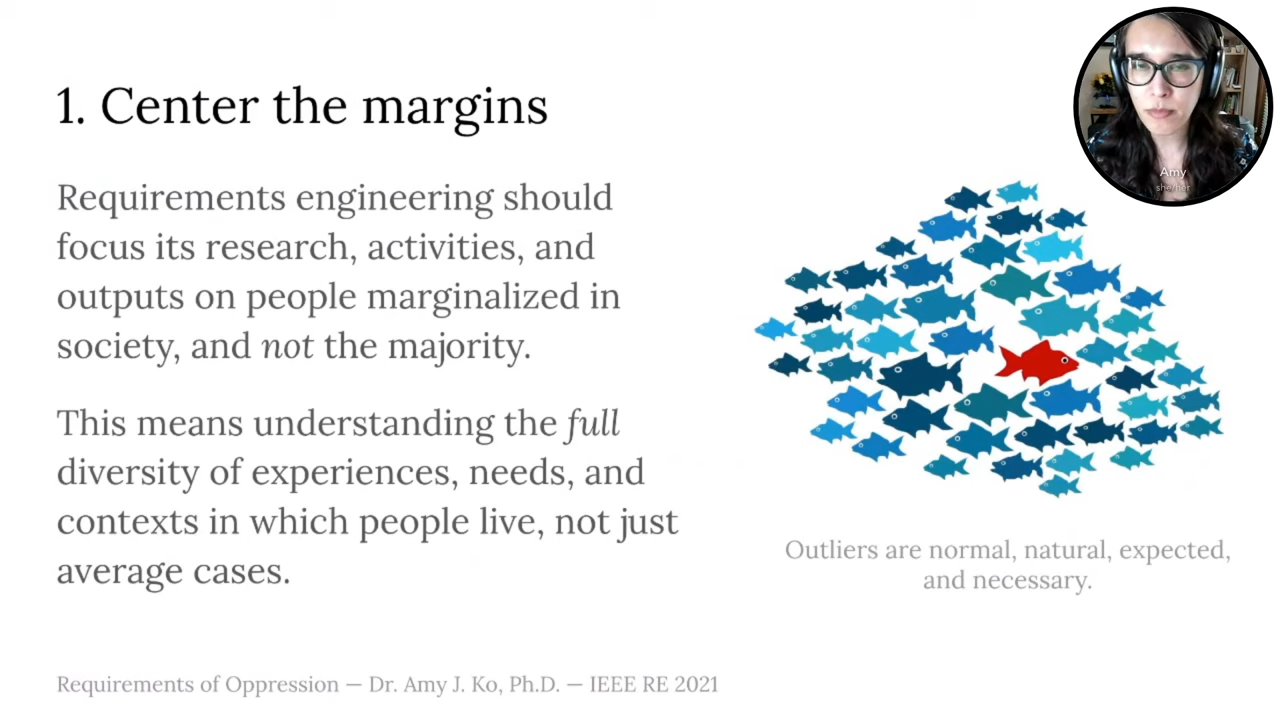 1. Center the margins
Amy
she/her
Requirements engineering should
focus its research, activities, and
outputs on people marginalized in
society, and not the majority.
This means understanding the full
diversity of experiences, needs, and
contexts in which people live, not just
average cases.
Outliers are normal, natural, expected,
and necessary.
Requirements of Oppression — Dr. Amy J. Ko, Ph.D. — IEEE RE 2021